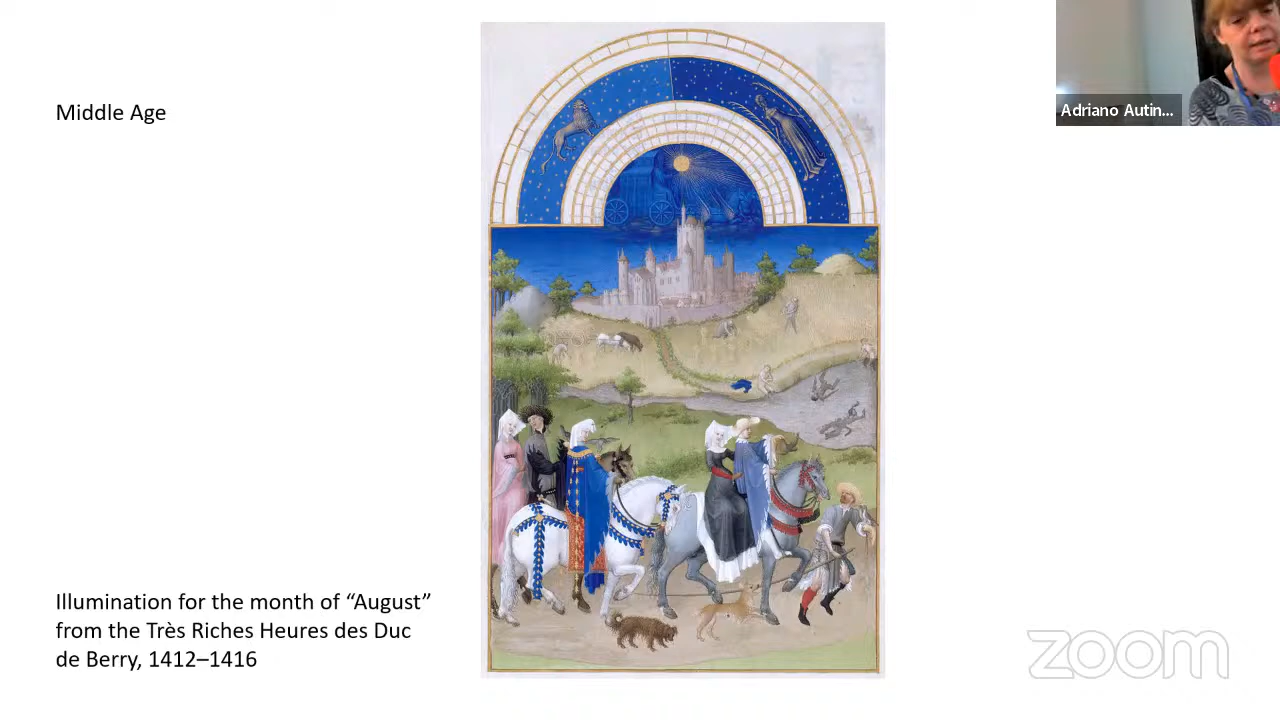 Middle Age
Adriano Autin...
Illumination for the month of “August”
from the Très Riches Heures des Duc
de Berry, 1412–1416
zoom